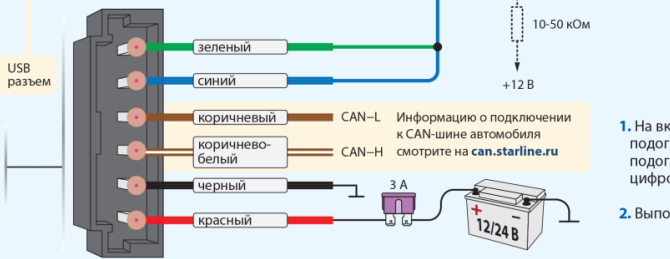 10-50 кОм
+12 В
USB
разъем
зеленый
синий
коричневый
CAN–L
коричнево-
белый
CAN–H
Информацию о подключении
к CAN-шине автомобиля
смотрите на can.starline.ru
черный
красный
3 А
+ –
12/24 В
1. На вк
подог
подог
цифро
2. Выпо